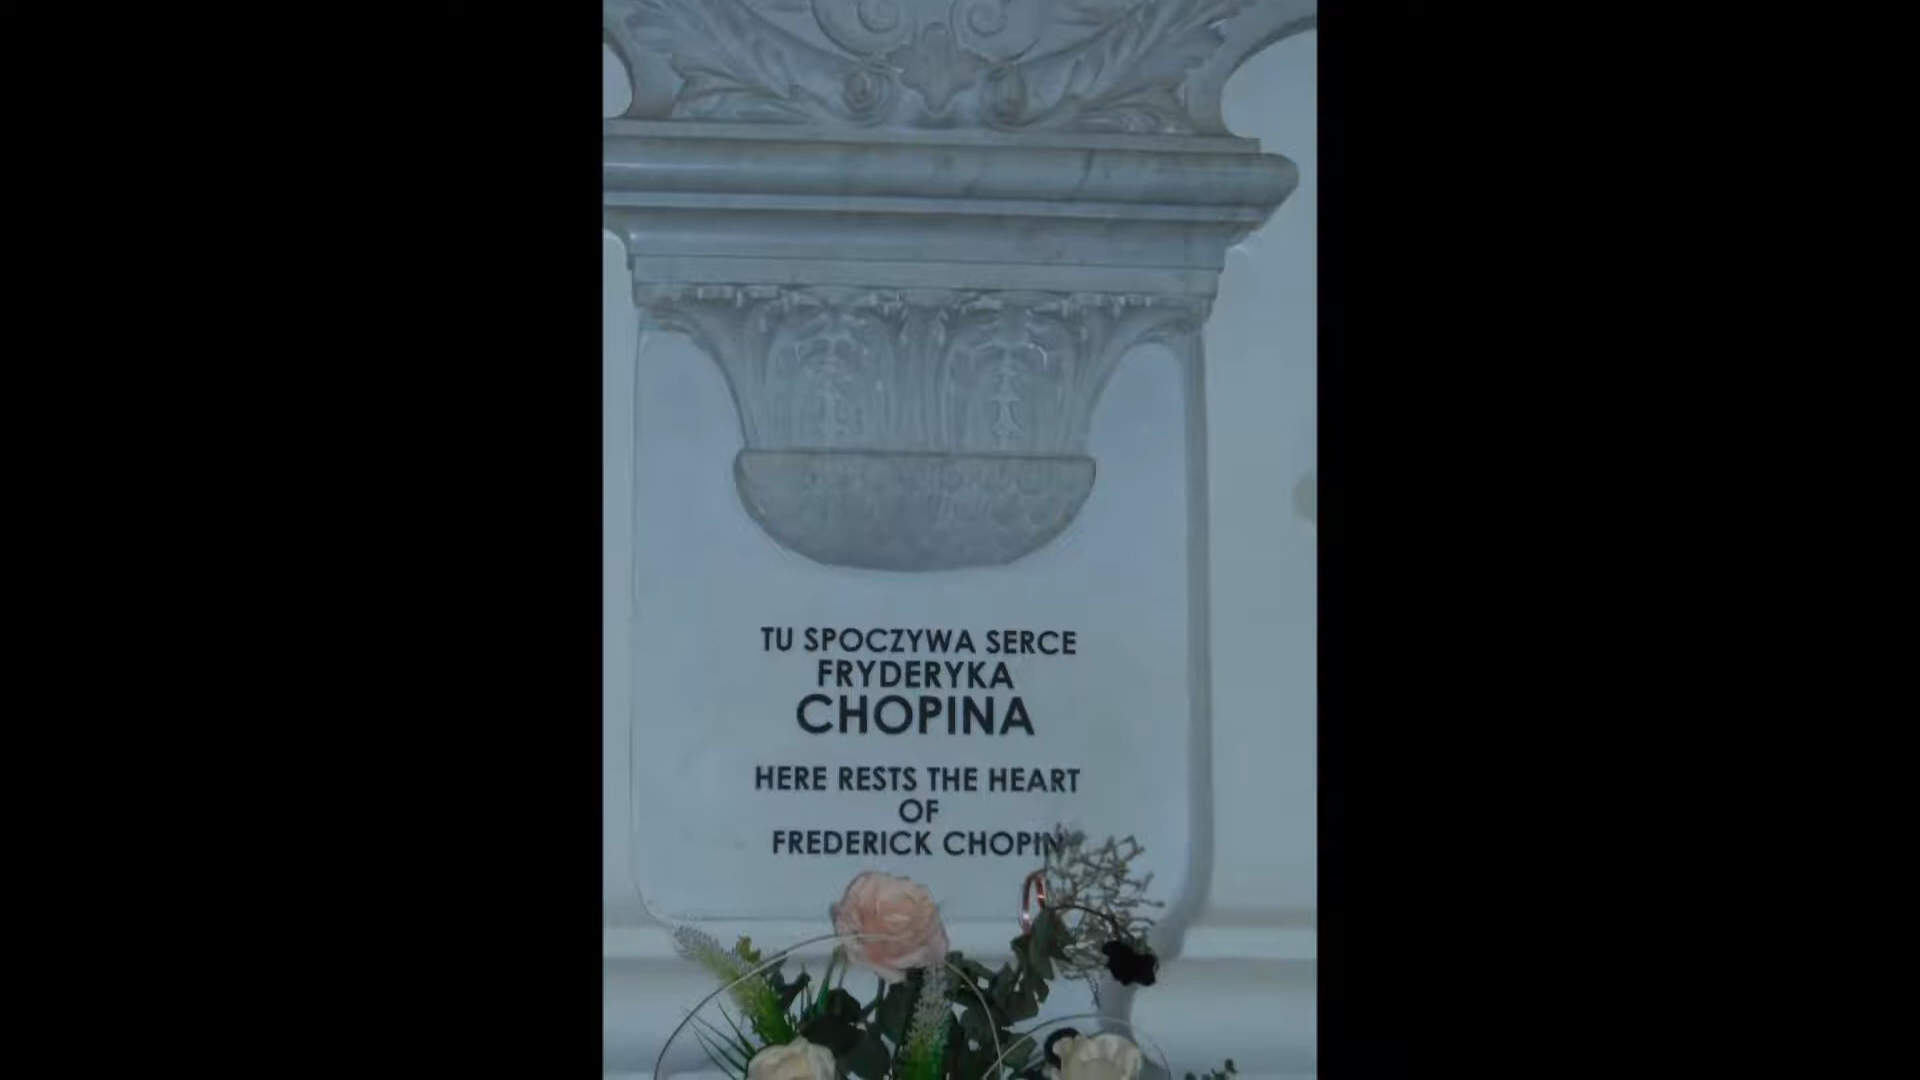 TU SPOCZYWA SERCE
FRYDERYKA
CHOPINA
HERE RESTS THE HEART
OF
FREDERICK CHOPIN